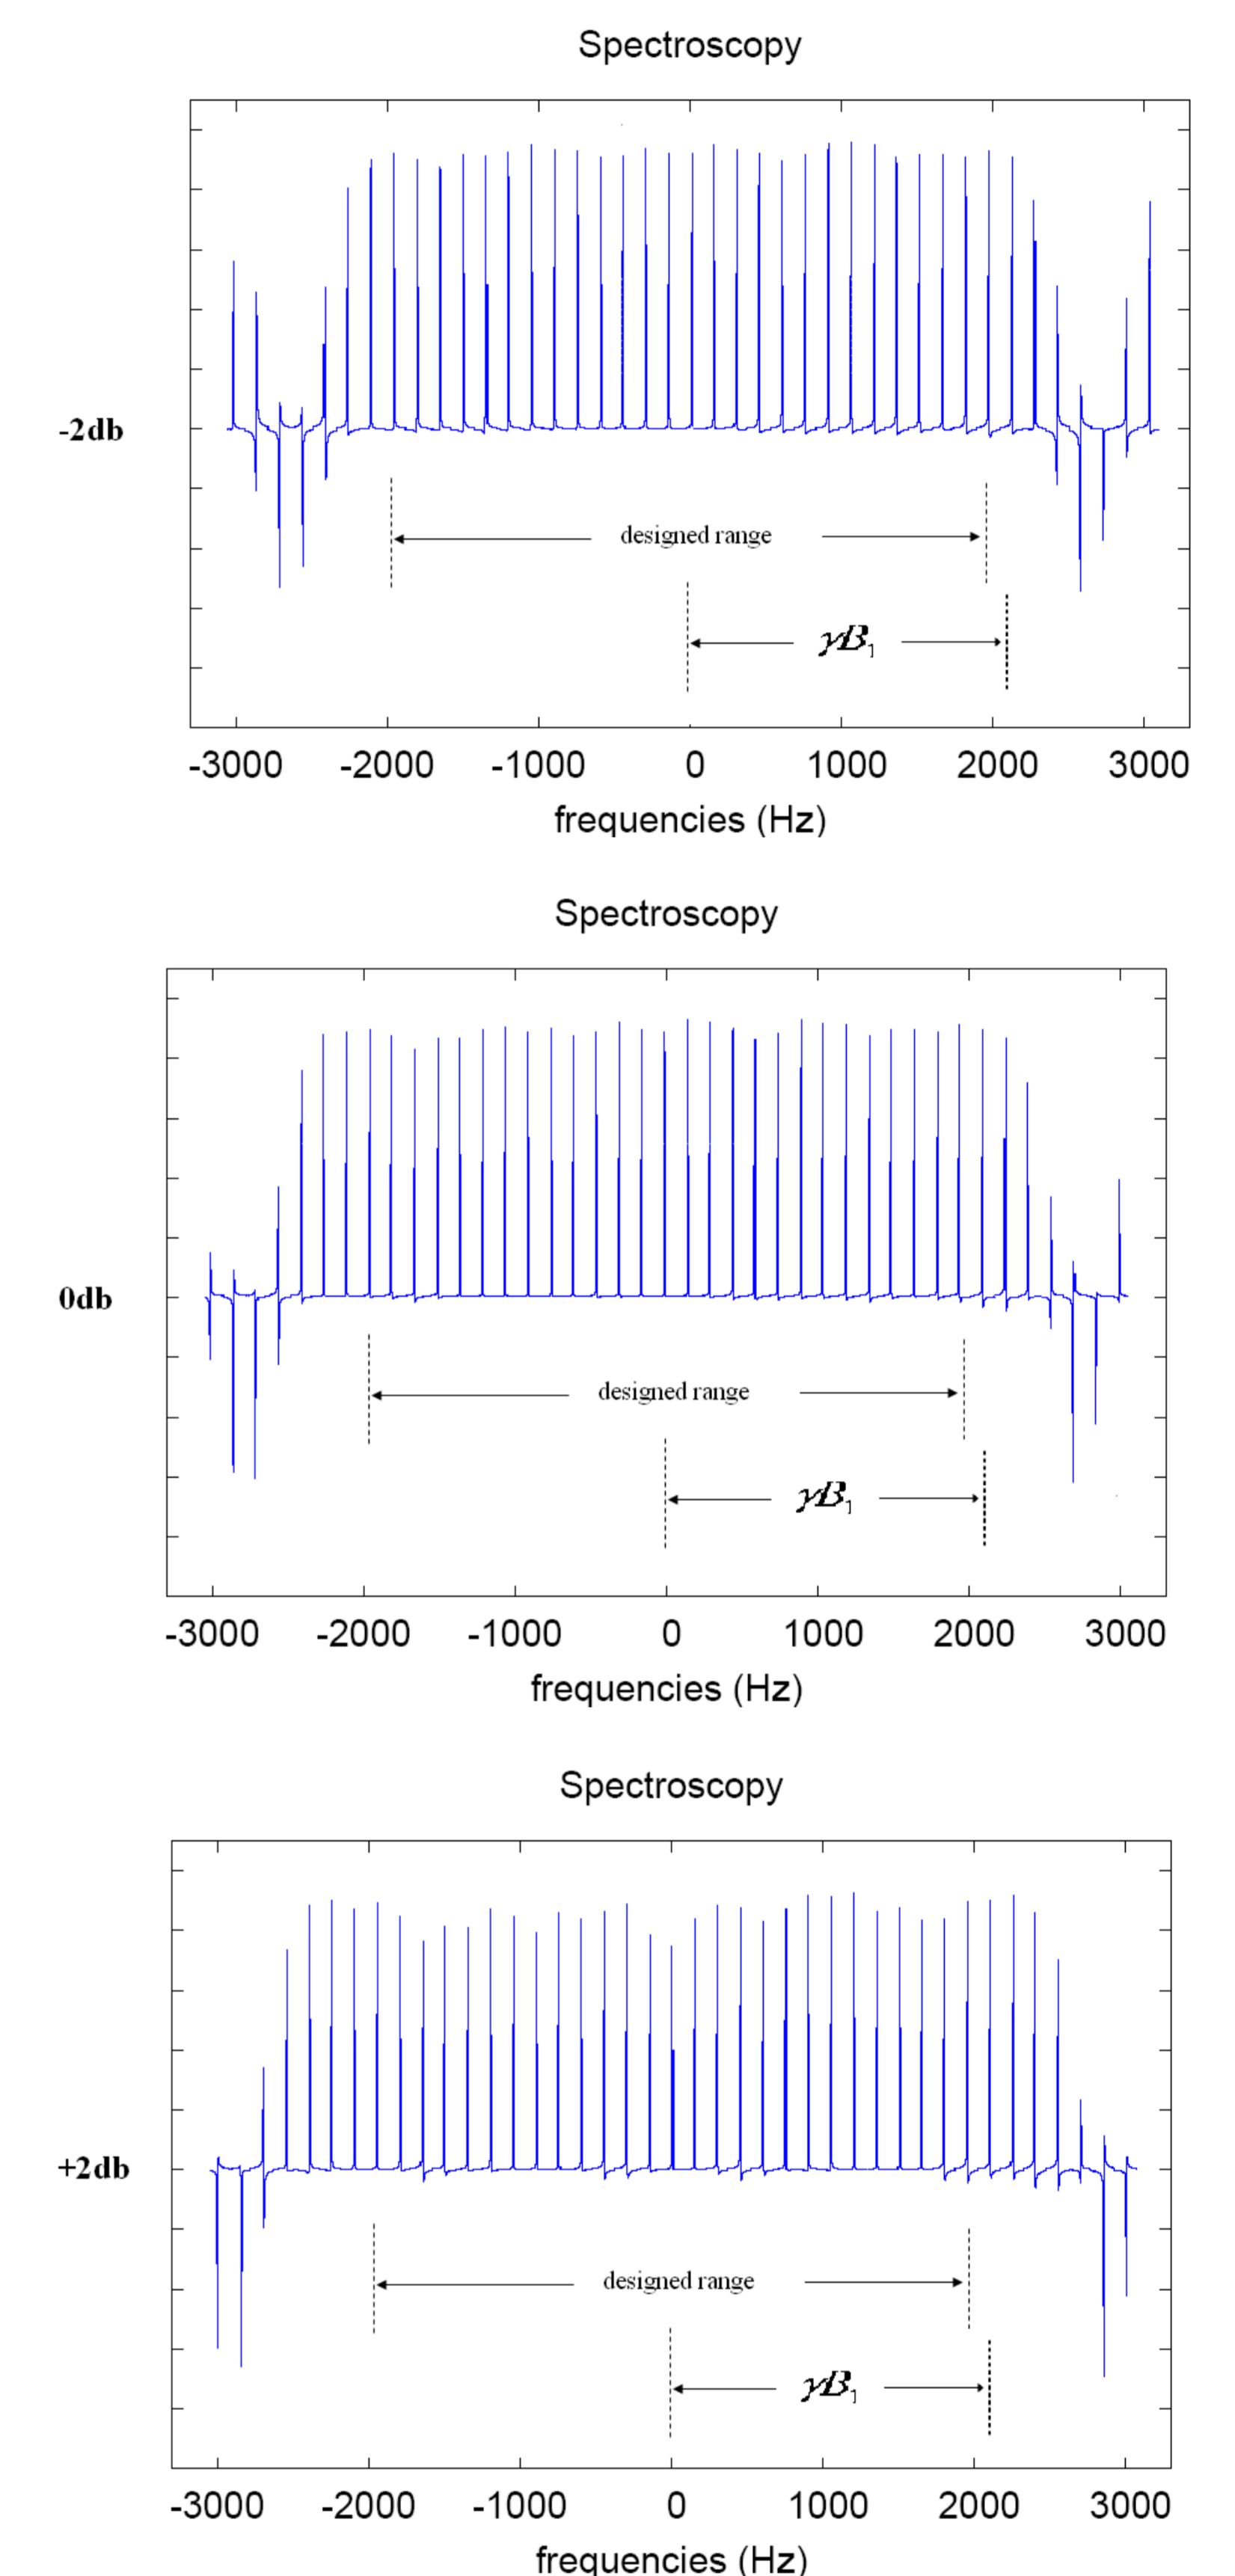 Spectroscopy
-2db
designed range
γB₁
-3000 -2000 -1000 0 1000 2000 3000
frequencies (Hz)
Spectroscopy
0db
designed range
γB₁
-3000 -2000 -1000 0 1000 2000 3000
frequencies (Hz)
Spectroscopy
+2db
designed range
γB₁
-3000 -2000 -1000 0 1000 2000 3000
frequencies (Hz)